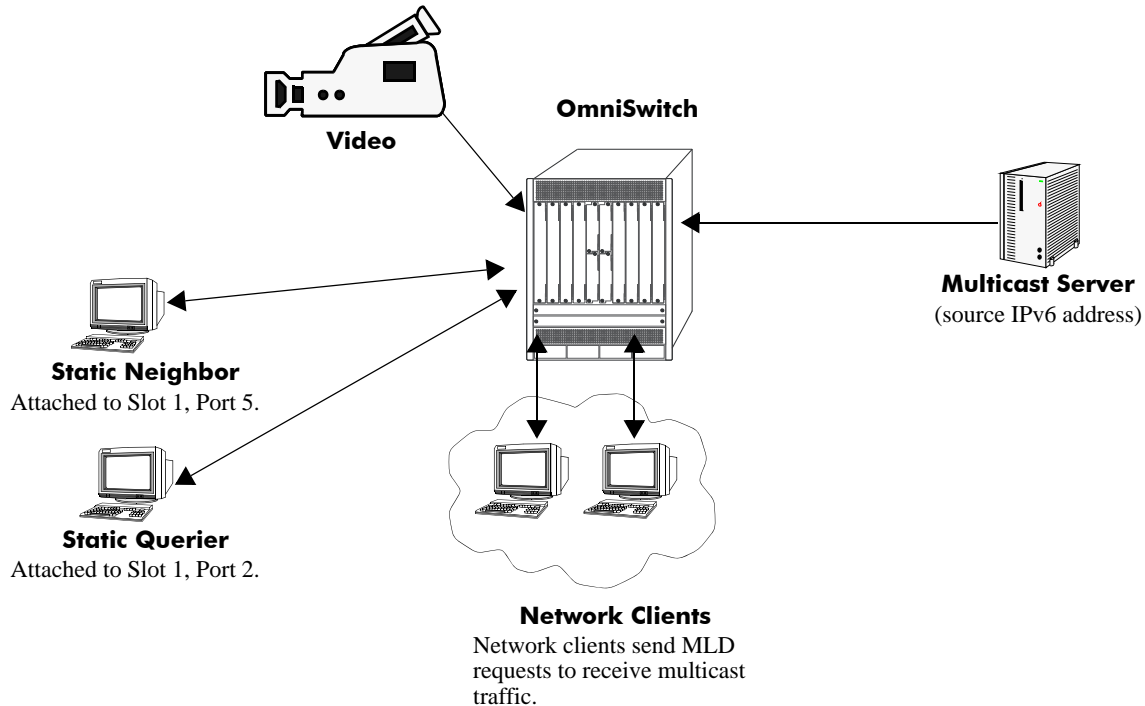 OmniSwitch
Video
Multicast Server
(source IPv6 address)
Static Neighbor
Attached to Slot 1, Port 5.
Static Querier
Attached to Slot 1, Port 2.
Network Clients
Network clients send MLD
requests to receive multicast
traffic.